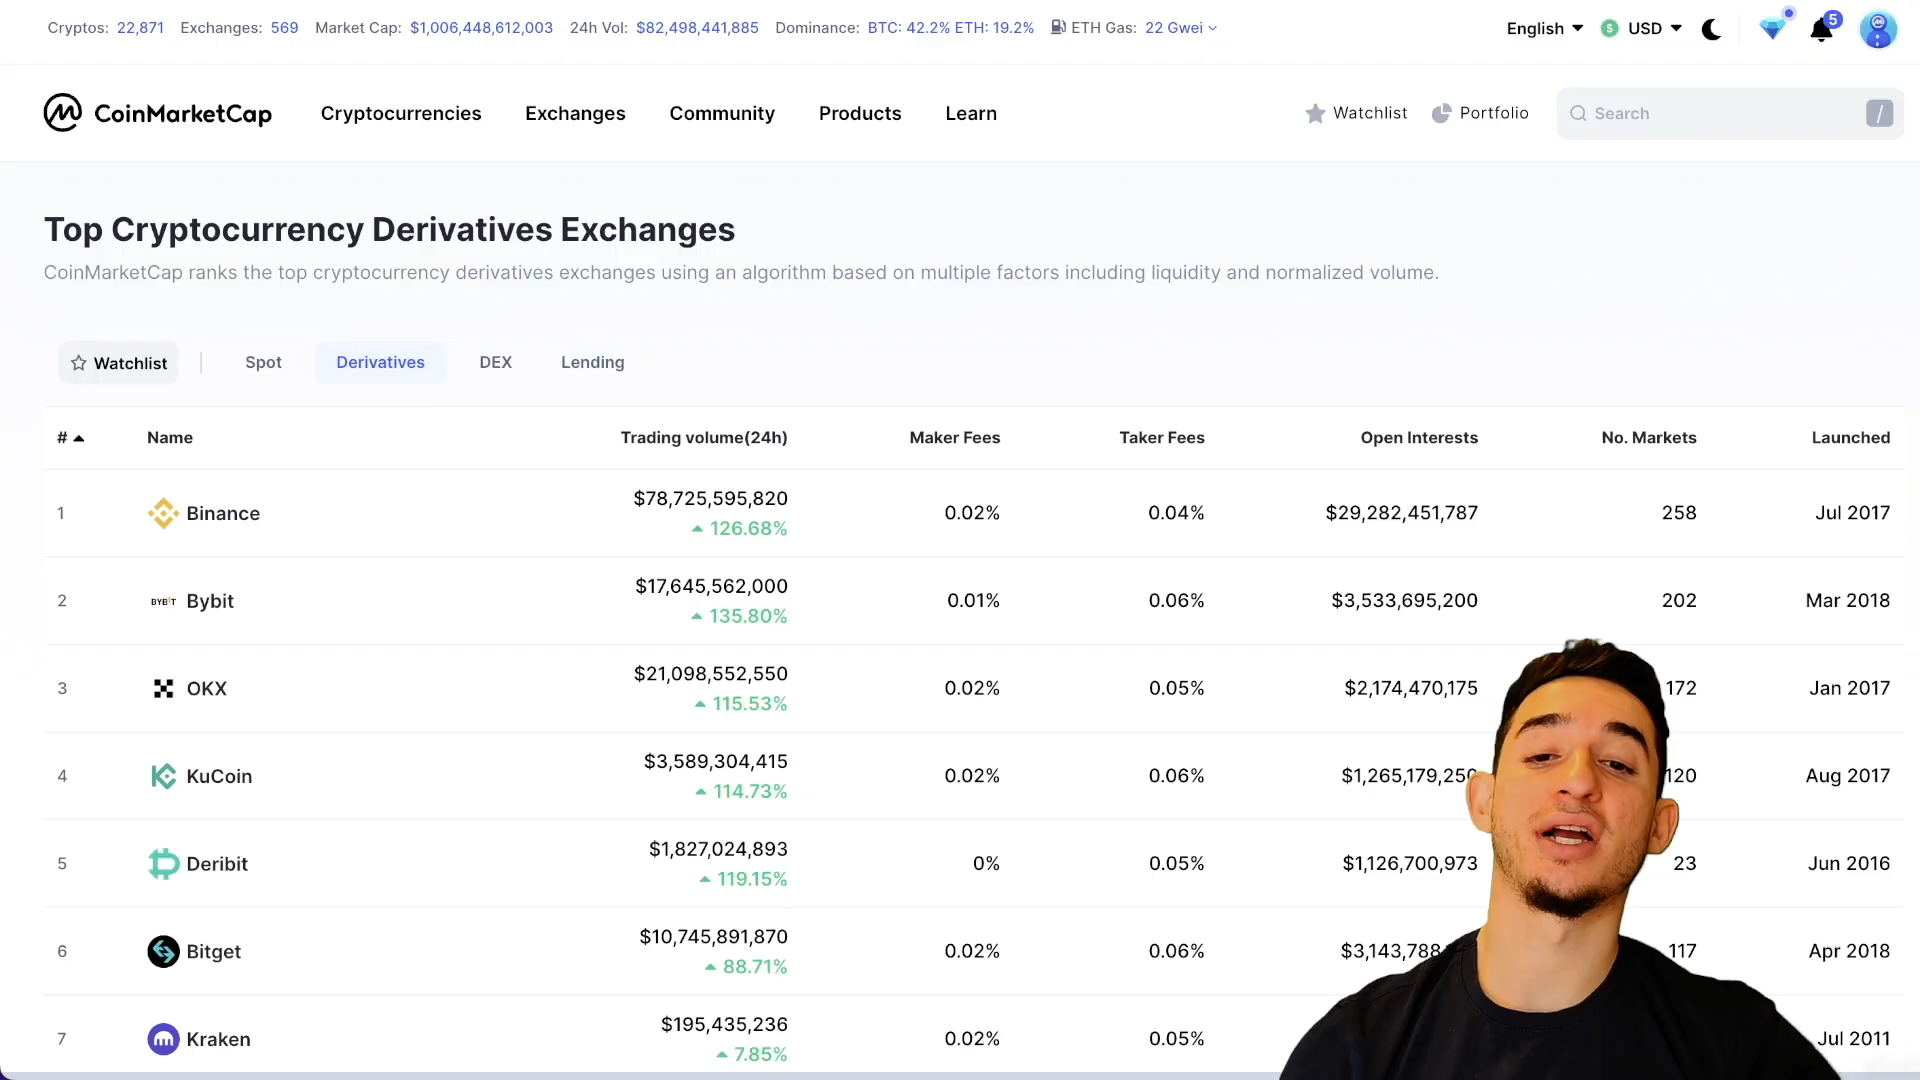 Cryptos: 22,871 Exchanges: 569 Market Cap: $1,006,448,612,003 24h Vol: $82,498,441,885 Dominance: BTC: 42.2% ETH: 19.2% ETH Gas: 22 Gwei
English USD 5
CoinMarketCap Cryptocurrencies Exchanges Community Products Learn Watchlist Portfolio Search /
Top Cryptocurrency Derivatives Exchanges
CoinMarketCap ranks the top cryptocurrency derivatives exchanges using an algorithm based on multiple factors including liquidity and normalized volume.
Watchlist Spot Derivatives DEX Lending
# Name Trading volume(24h) Maker Fees Taker Fees Open Interests No. Markets Launched
1 Binance $78,725,595,820 0.02% 0.04% $29,282,451,787 258 Jul 2017
126.68%
2 BYBIT Bybit $17,645,562,000 0.01% 0.06% $3,533,695,200 202 Mar 2018
135.80%
3 OKX $21,098,552,550 0.02% 0.05% $2,174,470,175 172 Jan 2017
115.53%
4 KuCoin $3,589,304,415 0.02% 0.06% $1,265,179,250 120 Aug 2017
114.73%
5 Deribit $1,827,024,893 0% 0.05% $1,126,700,973 23 Jun 2016
119.15%
6 Bitget $10,745,891,870 0.02% 0.06% $3,143,788 117 Apr 2018
88.71%
7 Kraken $195,435,236 0.02% 0.05% Jul 2011
7.85%